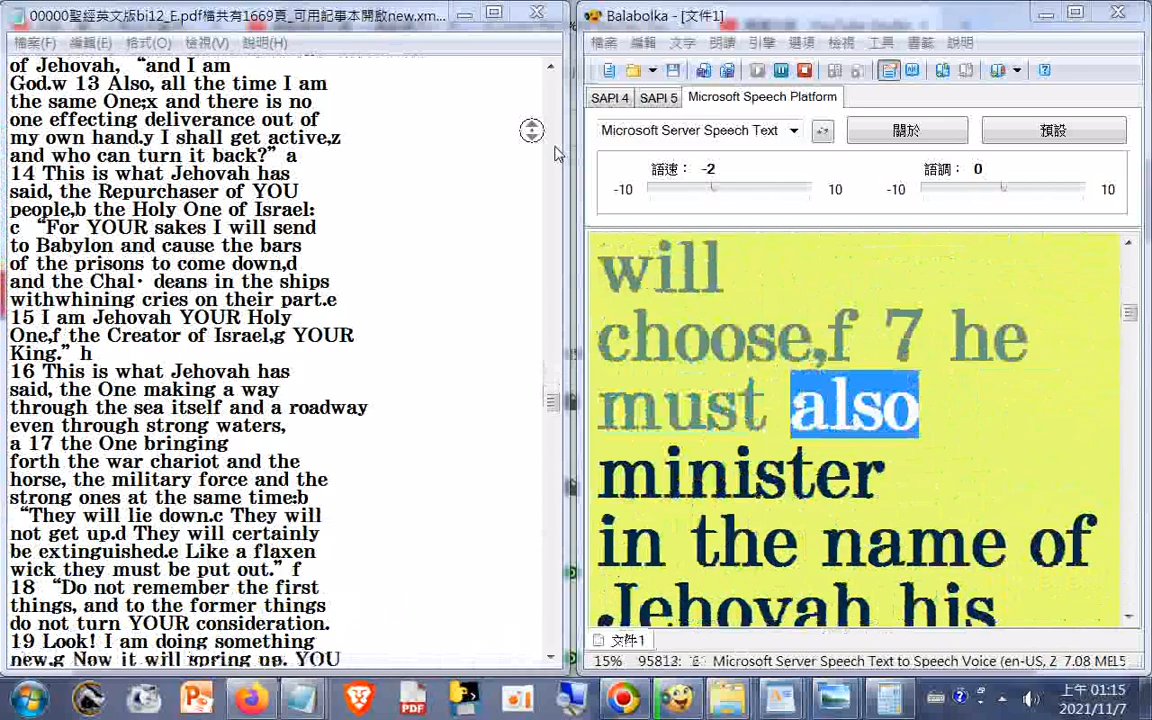 00000聖經英文版bi12_E.pdf檔共有1669頁_可用記事本開啟new.xm...
檔案(F) 編輯(E) 格式(O) 檢視(V) 說明(H)
of Jehovah, “and I am
God.w 13 Also, all the time I am
the same One;x and there is no
one effecting deliverance out of
my own hand.y I shall get active,z
and who can turn it back?” a
14 This is what Jehovah has
said, the Repurchaser of YOU
people,b the Holy One of Israel:
c “For YOUR sakes I will send
to Babylon and cause the bars
of the prisons to come down,d
and the Chal· deans in the ships
withwhining cries on their part.e
15 I am Jehovah YOUR Holy
One,f the Creator of Israel,g YOUR
King.” h
16 This is what Jehovah has
said, the One making a way
through the sea itself and a roadway
even through strong waters,
a 17 the One bringing
forth the war chariot and the
horse, the military force and the
strong ones at the same time:b
“They will lie down.c They will
not get up.d They will certainly
be extinguished.e Like a flaxen
wick they must be put out.” f
18 “Do not remember the first
things, and to the former things
do not turn YOUR consideration.
19 Look! I am doing something
new.g Now it will spring up. YOU
Balabolka - [文件1]
檔案 編輯 文字 朗讀 引擎 選項 檢視 工具 書籤 說明
SAPI 4 SAPI 5 Microsoft Speech Platform
Microsoft Server Speech Text 關於 預設
語速： -2 語調： 0
-10 10 -10 10
will
choose,f 7 he
must also
minister
in the name of
Jehovah his
文件1
15% 95812: Microsoft Server Speech Text to Speech Voice (en-US, Z 7.08
上午 01:15
2021/11/7